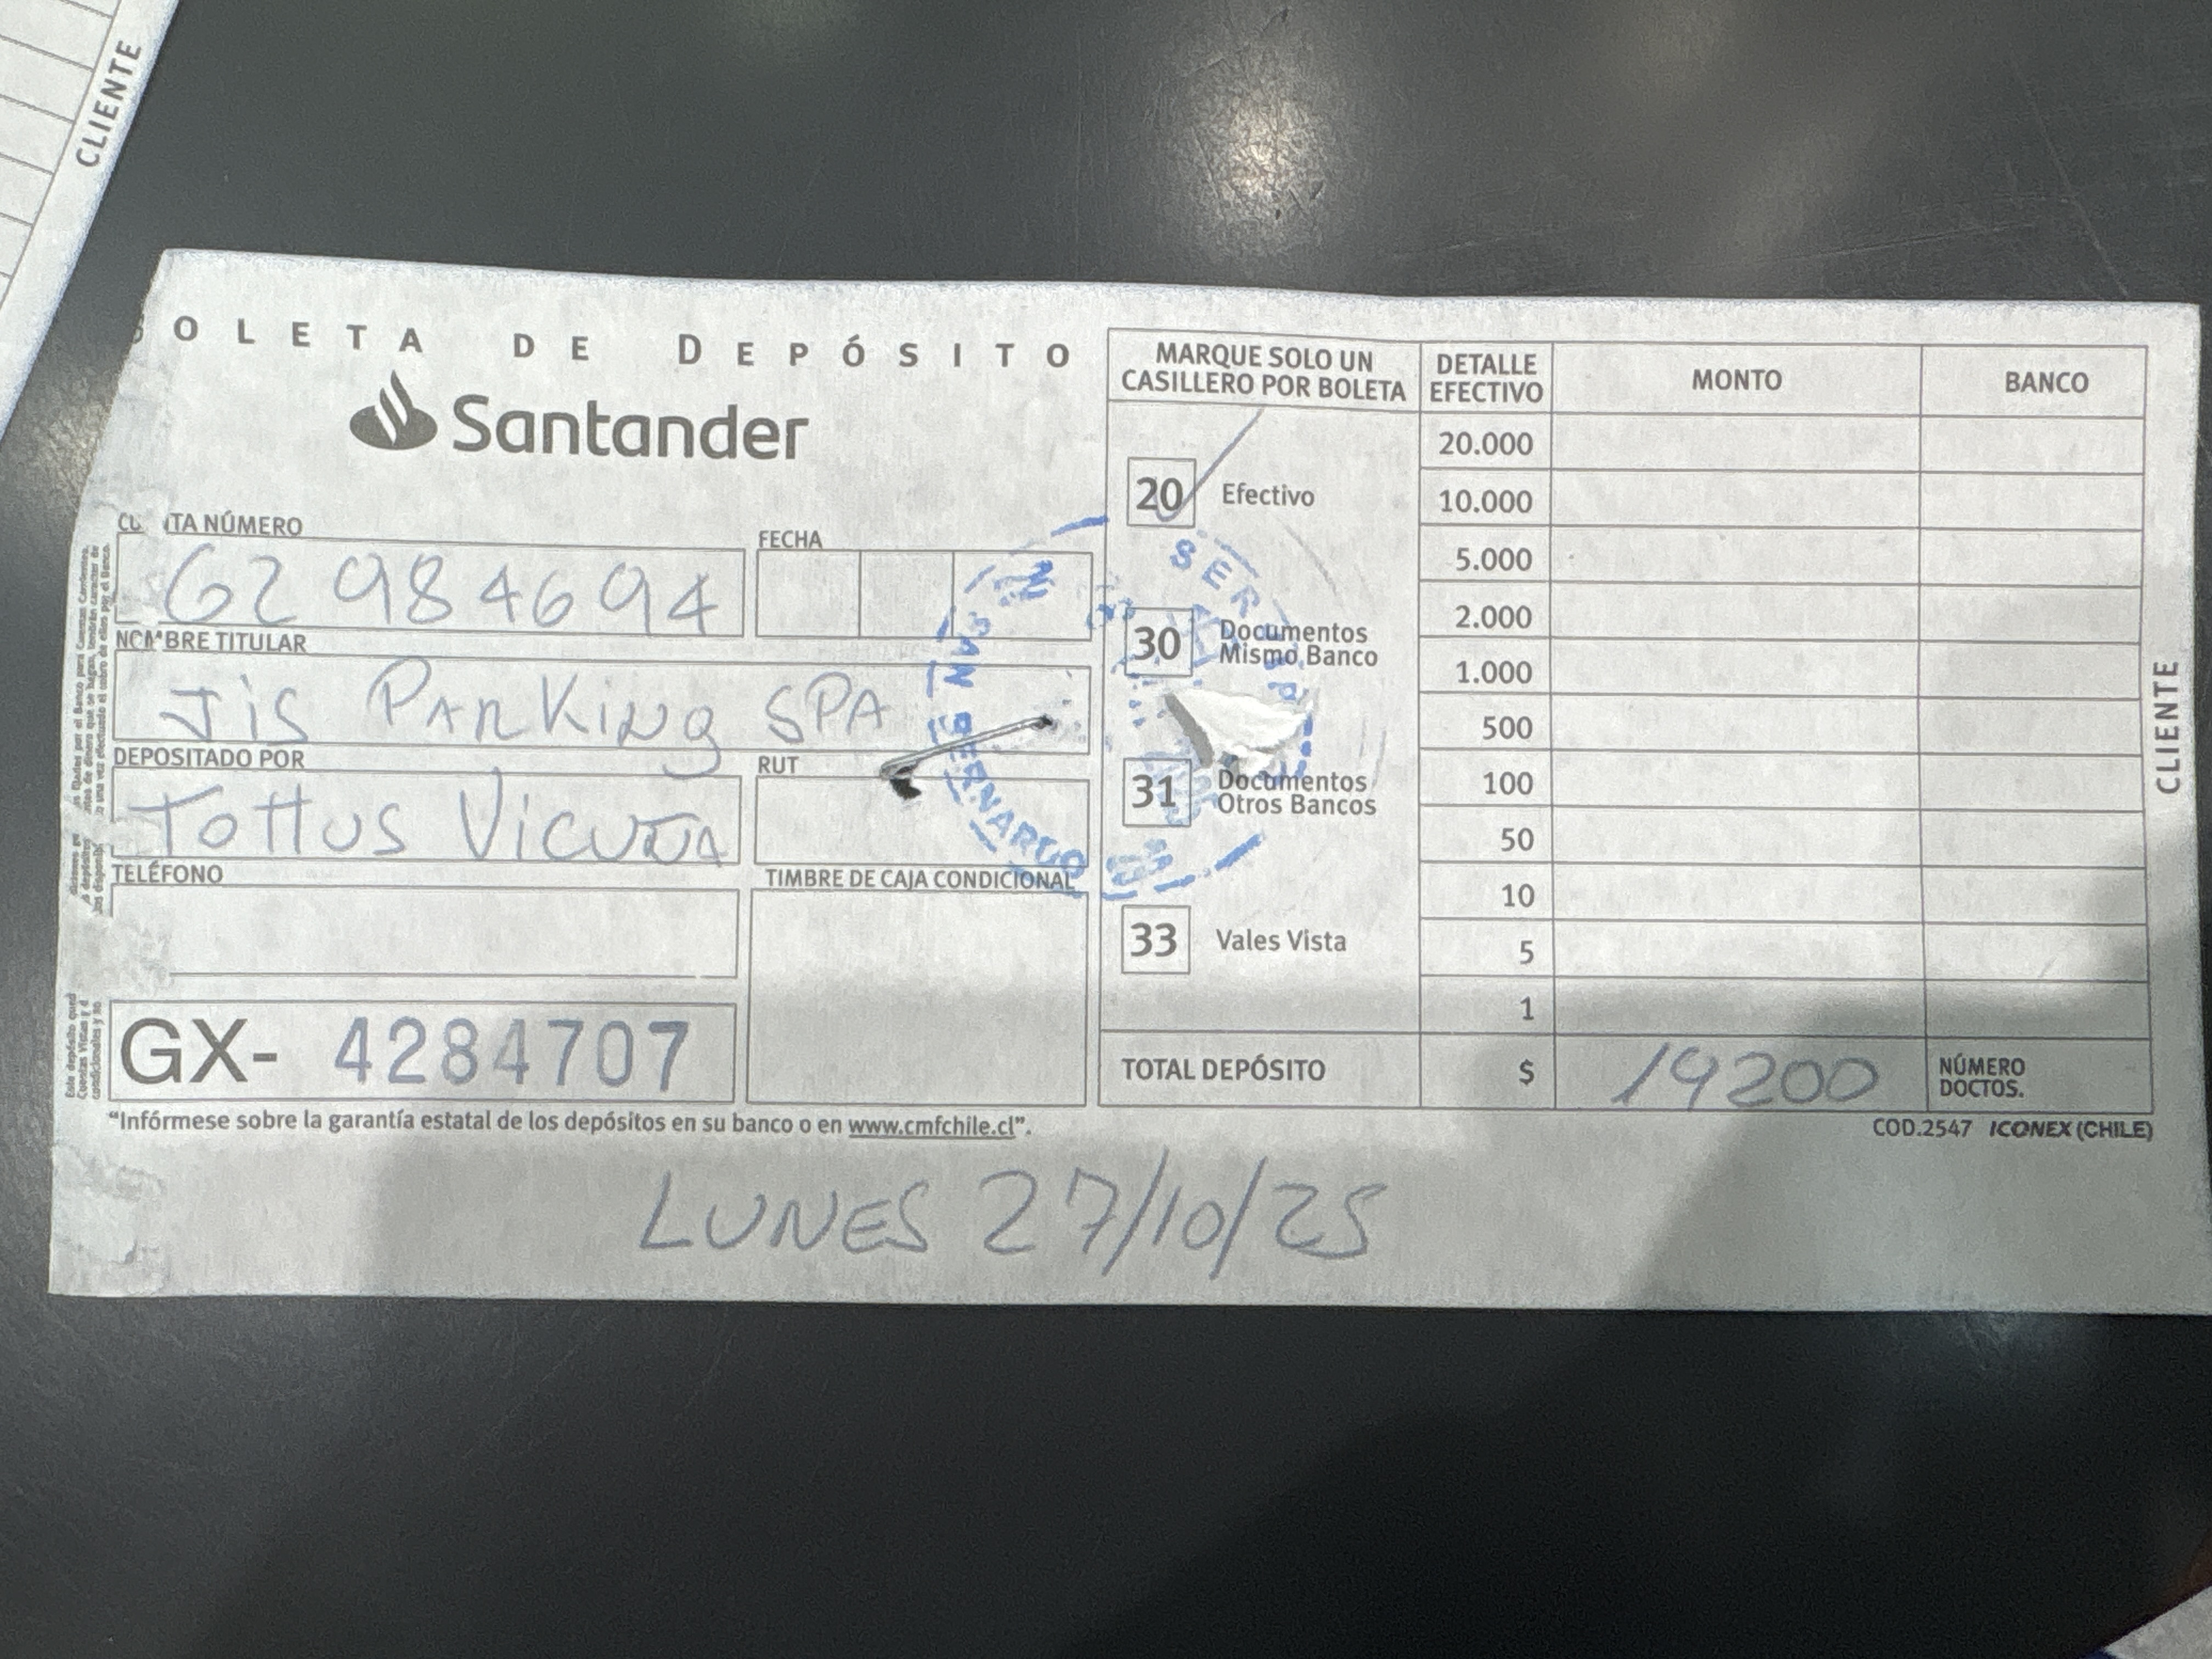 CLIENTE
BOLETA DE DEPÓSITO
Santander
CUENTA NÚMERO
62984694
FECHA
NOMBRE TITULAR
Jis Parking SPA
DEPOSITADO POR
Tottus Vicuña
RUT
TELÉFONO
TIMBRE DE CAJA CONDICIONAL
GX- 4284707
"Infórmese sobre la garantía estatal de los depósitos en su banco o en www.cmfchile.cl".
MARQUE SOLO UN
CASILLERO POR BOLETA
20 Efectivo
30 Documentos
Mismo Banco
31 Documentos
Otros Bancos
33 Vales Vista
DETALLE
EFECTIVO
MONTO
BANCO
20.000
10.000
5.000
2.000
1.000
500
100
50
10
5
1
TOTAL DEPÓSITO $ 19200
NÚMERO
DOCTOS.
COD.2547 ICONEX (CHILE)
CLIENTE
SAN BERNARDO
LUNES 27/10/25